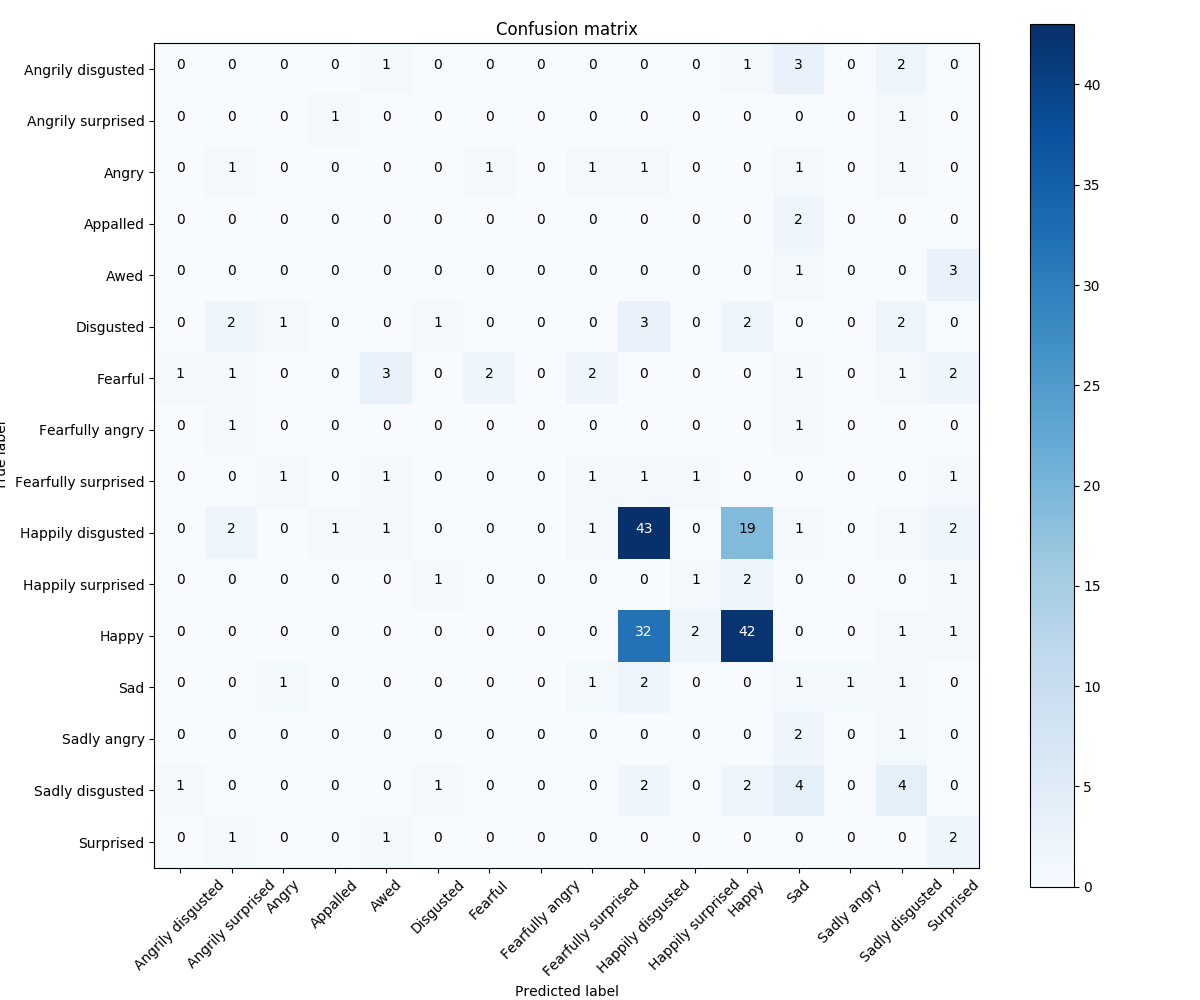 Confusion matrix
Angrily disgusted 0 0 0 0 1 0 0 0 0 0 0 1 3 0 2 0
Angrily surprised 0 0 0 1 0 0 0 0 0 0 0 0 0 0 1 0
Angry 0 1 0 0 0 0 1 0 1 1 0 0 1 0 1 0
Appalled 0 0 0 0 0 0 0 0 0 0 0 0 2 0 0 0
Awed 0 0 0 0 0 0 0 0 0 0 0 0 1 0 0 3
Disgusted 0 2 1 0 0 1 0 0 0 3 0 2 0 0 2 0
Fearful 1 1 0 0 3 0 2 0 2 0 0 0 1 0 1 2
Fearfully angry 0 1 0 0 0 0 0 0 0 0 0 0 1 0 0 0
Fearfully surprised 0 0 1 0 1 0 0 0 1 1 1 0 0 0 0 1
Happily disgusted 0 2 0 1 1 0 0 0 1 43 0 19 1 0 1 2
Happily surprised 0 0 0 0 0 1 0 0 0 0 1 2 0 0 0 1
Happy 0 0 0 0 0 0 0 0 0 32 2 42 0 0 1 1
Sad 0 0 1 0 0 0 0 0 1 2 0 0 1 1 1 0
Sadly angry 0 0 0 0 0 0 0 0 0 0 0 0 2 0 1 0
Sadly disgusted 1 0 0 0 0 1 0 0 0 2 0 2 4 0 4 0
Surprised 0 1 0 0 1 0 0 0 0 0 0 0 0 0 0 2
Angrily disgusted
Angrily surprised
Angry
Appalled
Awed
Disgusted
Fearful
Fearfully angry
Fearfully surprised
Happily disgusted
Happily surprised
Happy
Sad
Sadly angry
Sadly disgusted
Surprised
Predicted label
40
35
30
25
20
15
10
5
0